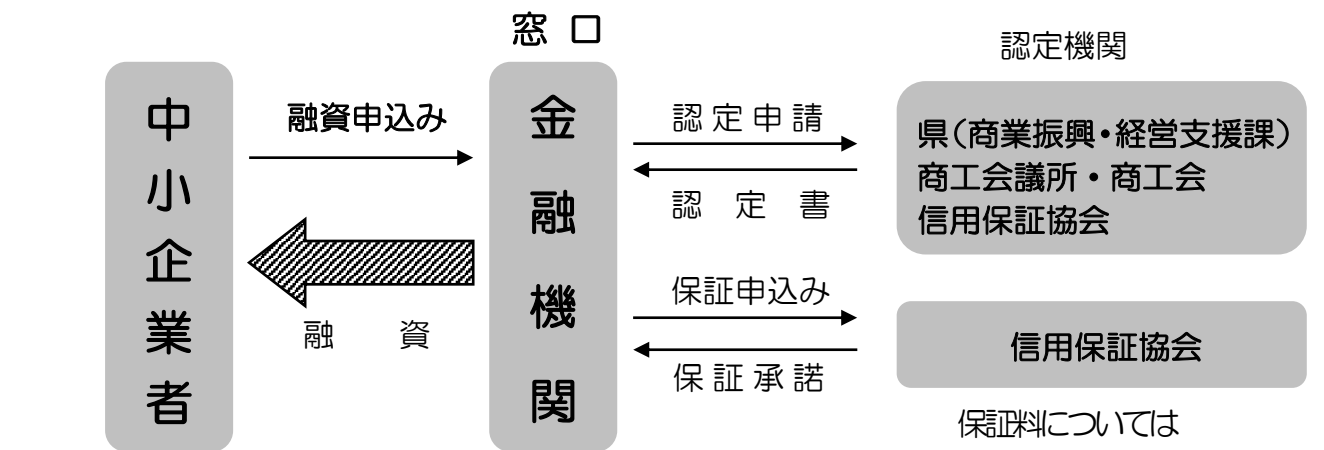 窓口
認定機関
中小企業者
融資申込み
融資
金融機関
認定申請
認定書
県（商業振興・経営支援課）
商工会議所・商工会
信用保証協会
保証申込み
保証承諾
信用保証協会
保証料については